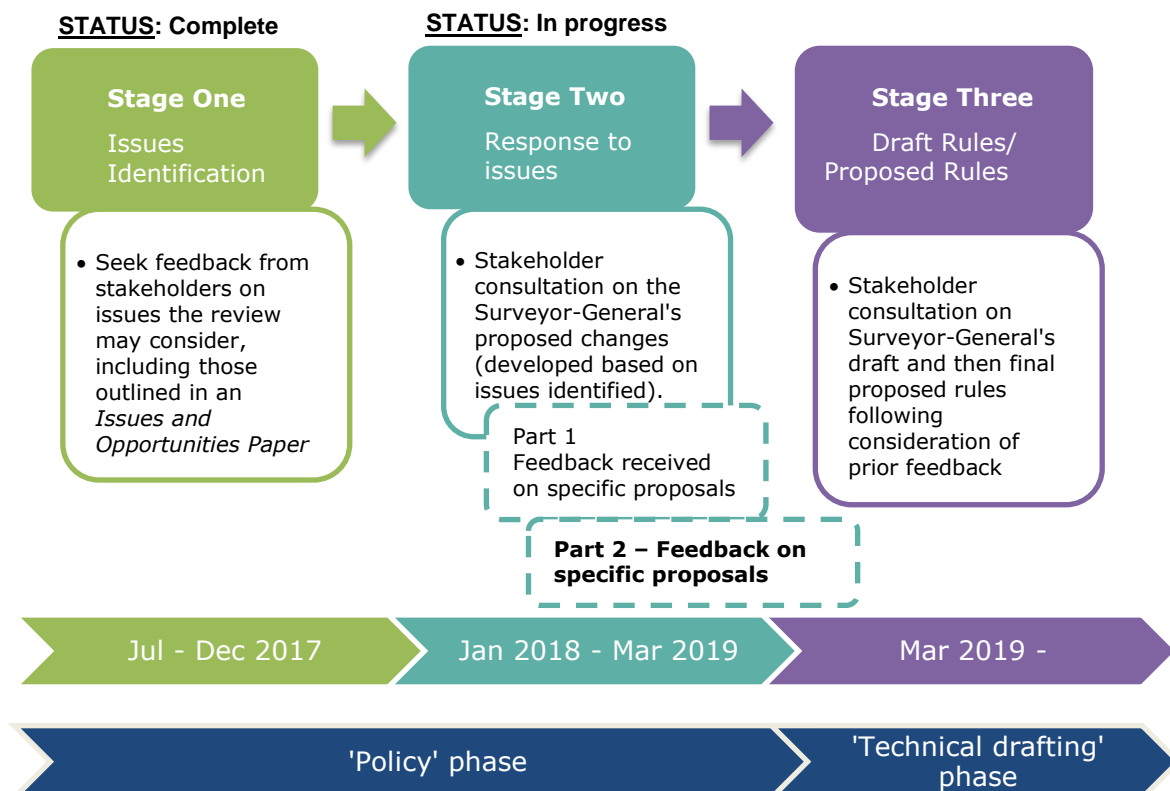 STATUS: Complete
STATUS: In progress
Stage One
Issues
Identification
Stage Two
Response to
issues
Stage Three
Draft Rules/
Proposed Rules
• Seek feedback from
stakeholders on
issues the review
may consider,
including those
outlined in an
Issues and
Opportunities Paper
• Stakeholder
consultation on the
Surveyor-General's
proposed changes
(developed based on
issues identified).
Part 1
Feedback received
on specific proposals
Part 2 – Feedback on
specific proposals
• Stakeholder
consultation on
Surveyor-General's
draft and then final
proposed rules
following
consideration of
prior feedback
Jul - Dec 2017
Jan 2018 - Mar 2019
Mar 2019 -
'Policy' phase
'Technical drafting'
phase